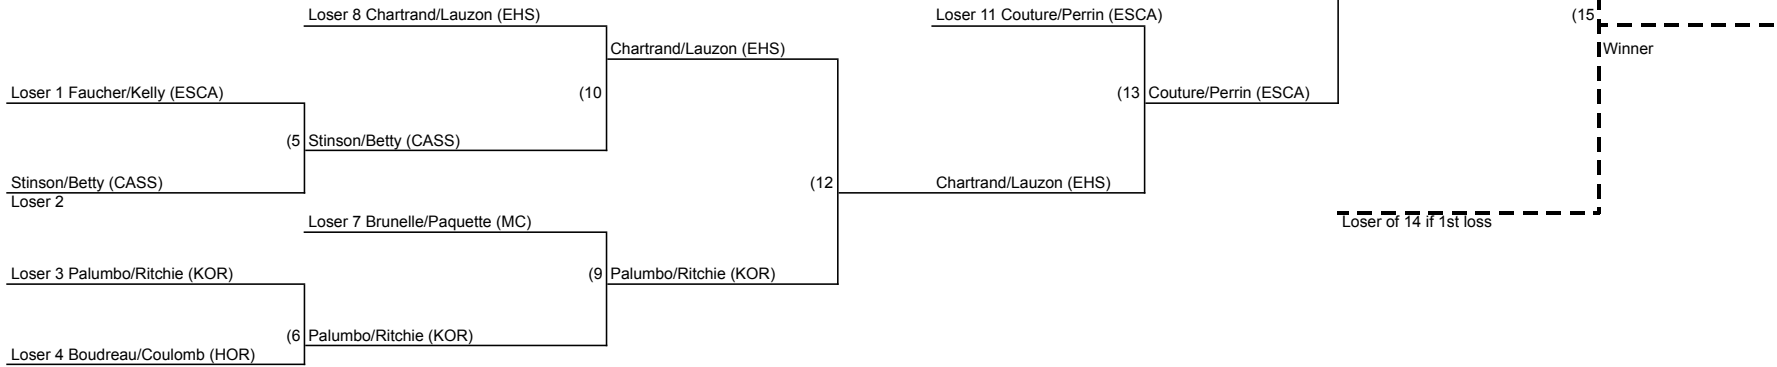 Loser 8 Chartrand/Lauzon (EHS)
Loser 11 Couture/Perrin (ESCA)
(15
Chartrand/Lauzon (EHS)
Winner
Loser 1 Faucher/Kelly (ESCA)
(10
(13
Couture/Perrin (ESCA)
(5
Stinson/Betty (CASS)
Stinson/Betty (CASS)
(12
Chartrand/Lauzon (EHS)
Loser 2
Loser 7 Brunelle/Paquette (MC)
Loser of 14 if 1st loss
Loser 3 Palumbo/Ritchie (KOR)
(9
Palumbo/Ritchie (KOR)
(6
Palumbo/Ritchie (KOR)
Loser 4 Boudreau/Coulomb (HOR)